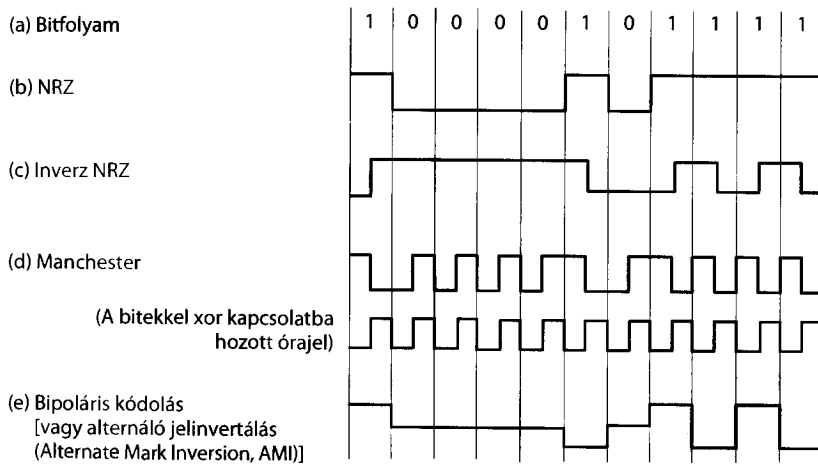 (a) Bitfolyam 1 0 0 0 0 1 0 1 1 1 1
(b) NRZ
(c) Inverz NRZ
(d) Manchester
(A bitekkel xor kapcsolatba
hozott órajel)
(e) Bipoláris kódolás
[vagy alternáló jelinvertálás
(Alternate Mark Inversion, AMI)]